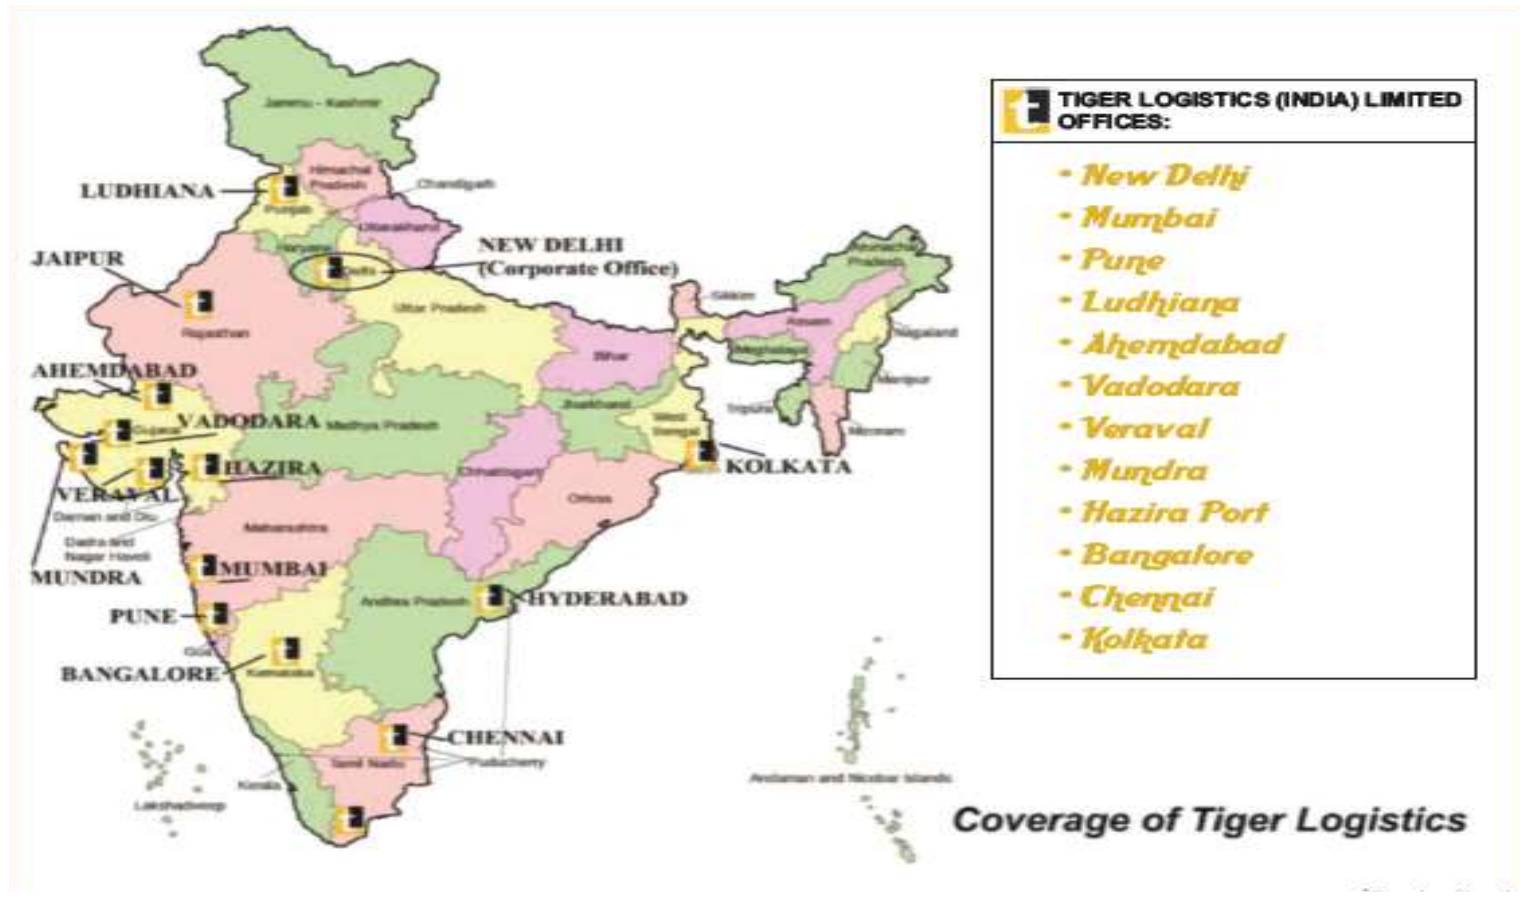 Jammu - Kashmir
Himachal
Pradesh
LUDHIANA
Chandigarh
Punjab
Uttarakhand
Haryana
NEW DELHI
(Corporate Office)
Delhi
JAIPUR
Rajasthan
Uttar Pradesh
Sikkim
Arunachal
Pradesh
Assam
Nagaland
Meghalaya
Manipur
Tripura
Mizoram
Bihar
AHEMDABAD
Gujarat
VADODARA
Madhya Pradesh
Jharkhand
West
Bengal
KOLKATA
HAZIRA
Chhattisgarh
VERAVAL
Daman and Diu
Orissa
Maharashtra
Dadra and
Nagar Haveli
MUNDRA
MUMBAI
PUNE
Andhra Pradesh
HYDERABAD
Goa
BANGALORE
Karnataka
CHENNAI
Tamil Nadu
Puducherry
Kerala
Lakshadweep
Andaman and Nicobar Islands
TIGER LOGISTICS (INDIA) LIMITED
OFFICES:
• New Delhi
• Mumbai
• Pune
• Ludhiana
• Ahemdabad
• Vadodara
• Veraval
• Mundra
• Hazira Port
• Bangalore
• Chennai
• Kolkata
Coverage of Tiger Logistics